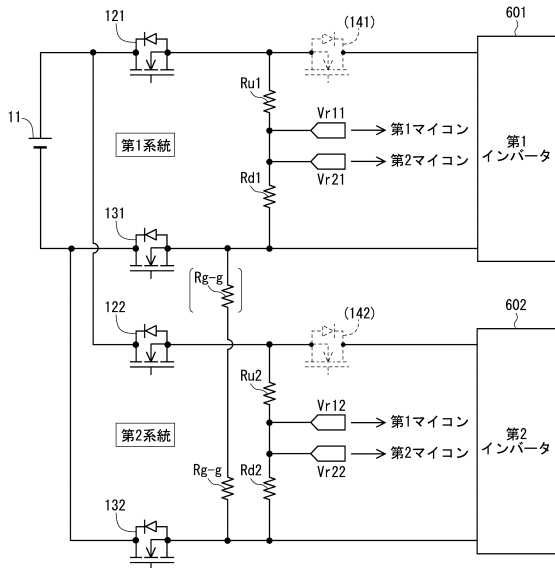 121
(141)
601
11
Ru1
Vr11
第1マイコン
第1系統
第2マイコン
Vr21
Rd1
第1
インバータ
131
Rg-g
122
(142)
602
Ru2
Vr12
第1マイコン
第2系統
第2マイコン
Vr22
Rg-g
Rd2
第2
インバータ
132